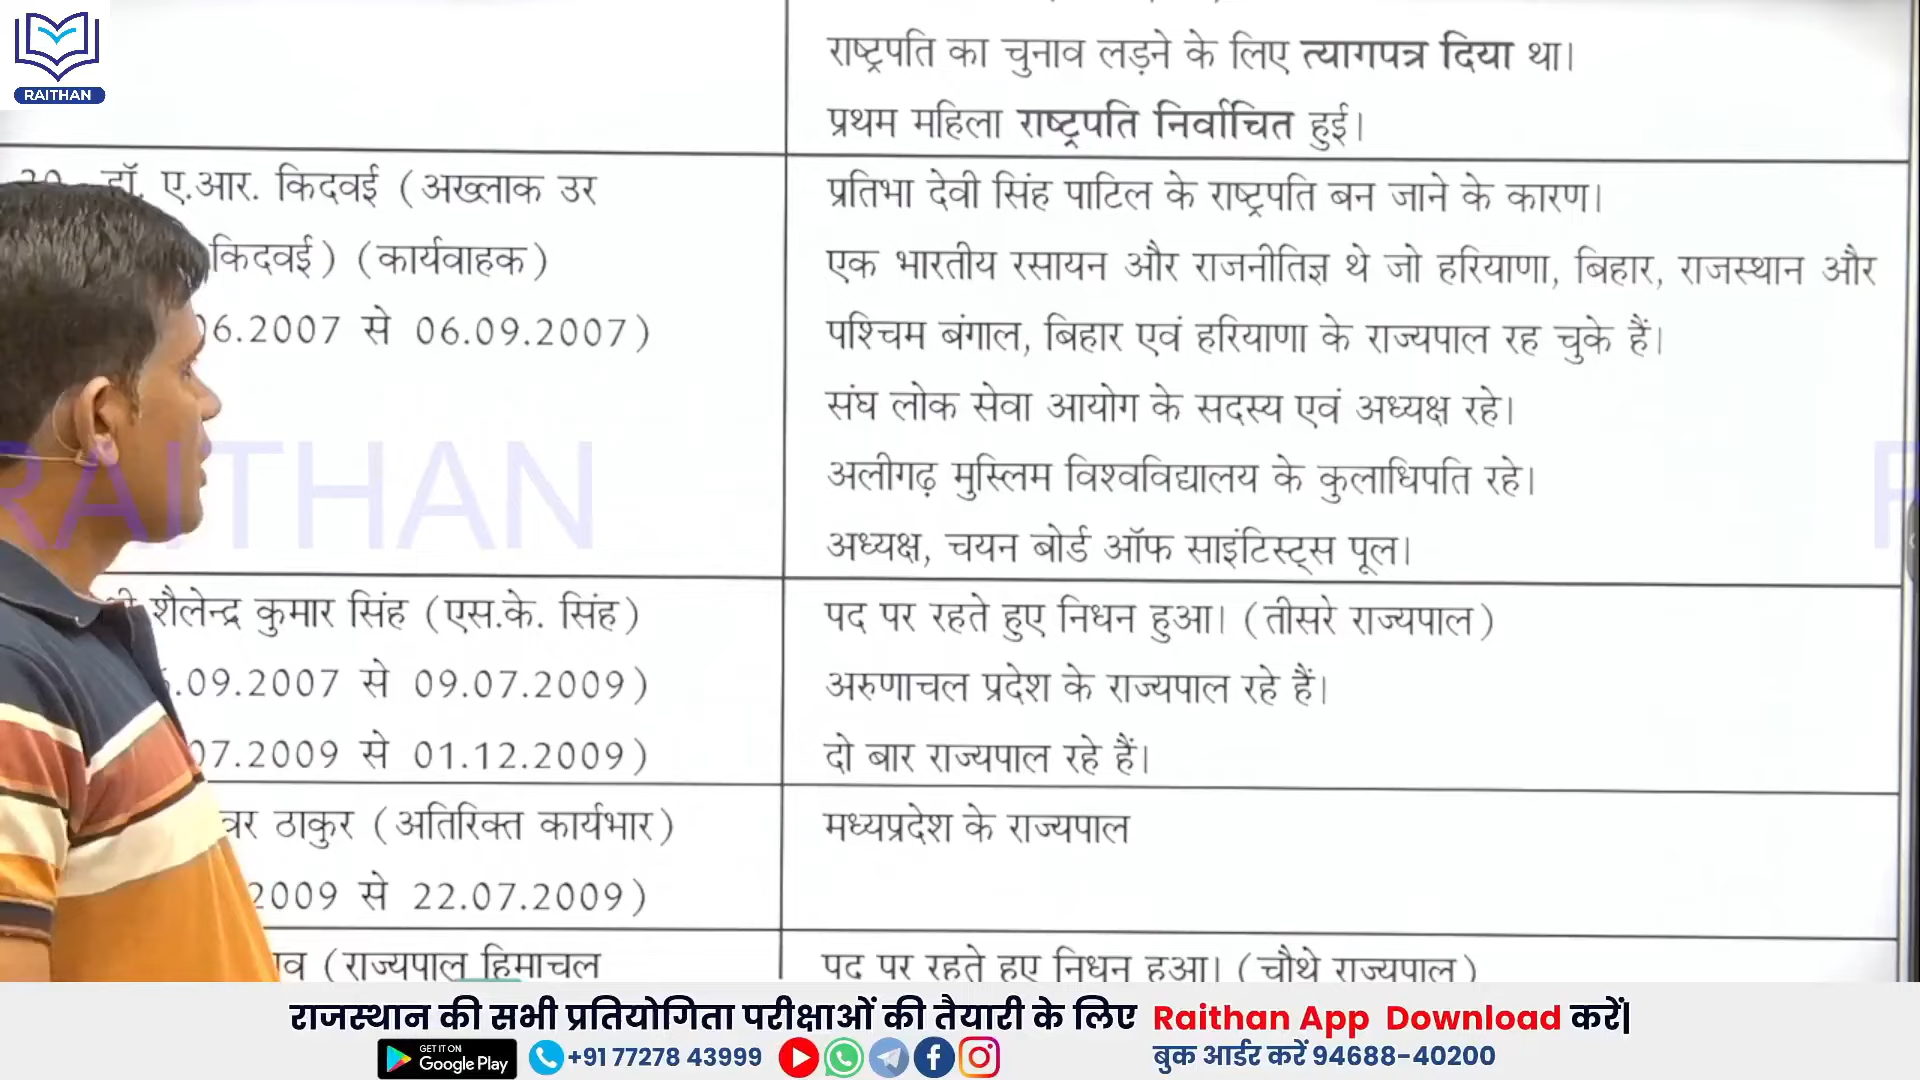 RAITHAN
राष्ट्रपति का चुनाव लड़ने के लिए त्यागपत्र दिया था।
प्रथम महिला राष्ट्रपति निर्वाचित हुई।
डॉ. ए.आर. किदवई (अख्लाक उर
किदवई) (कार्यवाहक)
06.2007 से 06.09.2007)
प्रतिभा देवी सिंह पाटिल के राष्ट्रपति बन जाने के कारण।
एक भारतीय रसायन और राजनीतिज्ञ थे जो हरियाणा, बिहार, राजस्थान और
पश्चिम बंगाल, बिहार एवं हरियाणा के राज्यपाल रह चुके हैं।
संघ लोक सेवा आयोग के सदस्य एवं अध्यक्ष रहे।
अलीगढ़ मुस्लिम विश्वविद्यालय के कुलाधिपति रहे।
अध्यक्ष, चयन बोर्ड ऑफ साइंटिस्ट्स पूल।
RAITHAN
शैलेन्द्र कुमार सिंह (एस.के. सिंह)
.09.2007 से 09.07.2009)
07.2009 से 01.12.2009)
पद पर रहते हुए निधन हुआ। (तीसरे राज्यपाल)
अरुणाचल प्रदेश के राज्यपाल रहे हैं।
दो बार राज्यपाल रहे हैं।
ठाकुर (अतिरिक्त कार्यभार)
2009 से 22.07.2009)
मध्यप्रदेश के राज्यपाल
(राज्यपाल हिमाचल
पद पर रहते हुए निधन हुआ। (चौथे राज्यपाल)
राजस्थान की सभी प्रतियोगिता परीक्षाओं की तैयारी के लिए Raithan App Download करें|
GET IT ON
Google Play
+91 77278 43999
बुक आर्डर करें 94688-40200